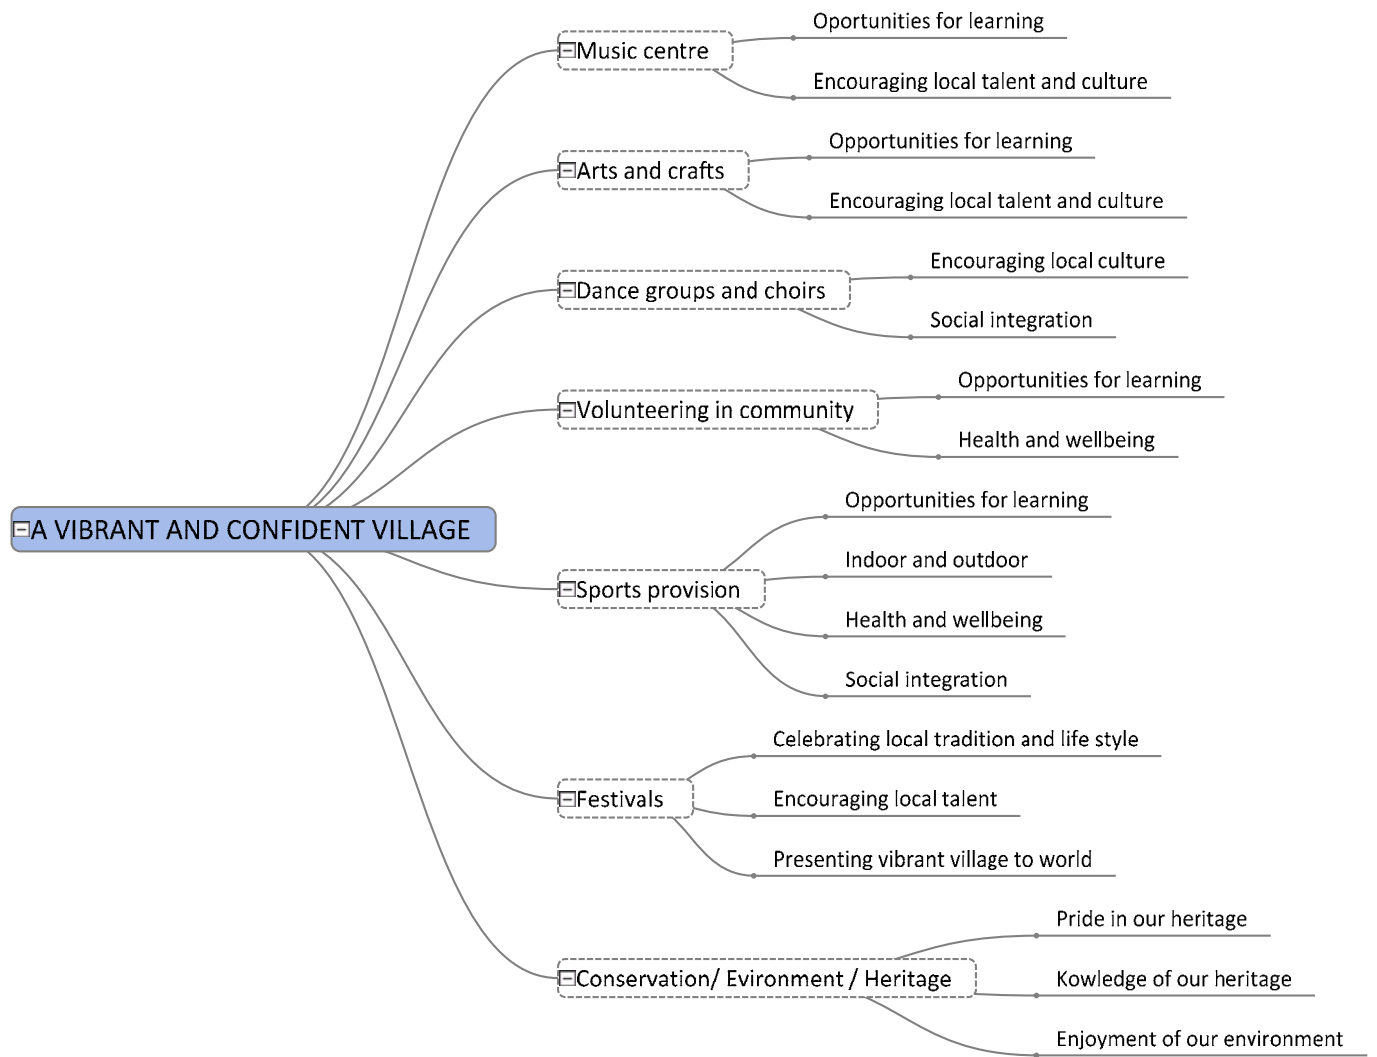 Music centre
Oportunities for learning
Encouraging local talent and culture
Arts and crafts
Opportunities for learning
Encouraging local talent and culture
Dance groups and choirs
Encouraging local culture
Social integration
Volunteering in community
Opportunities for learning
Health and wellbeing
A VIBRANT AND CONFIDENT VILLAGE
Sports provision
Opportunities for learning
Indoor and outdoor
Health and wellbeing
Social integration
Festivals
Celebrating local tradition and life style
Encouraging local talent
Presenting vibrant village to world
Conservation/ Evironment / Heritage
Pride in our heritage
Kowledge of our heritage
Enjoyment of our environment